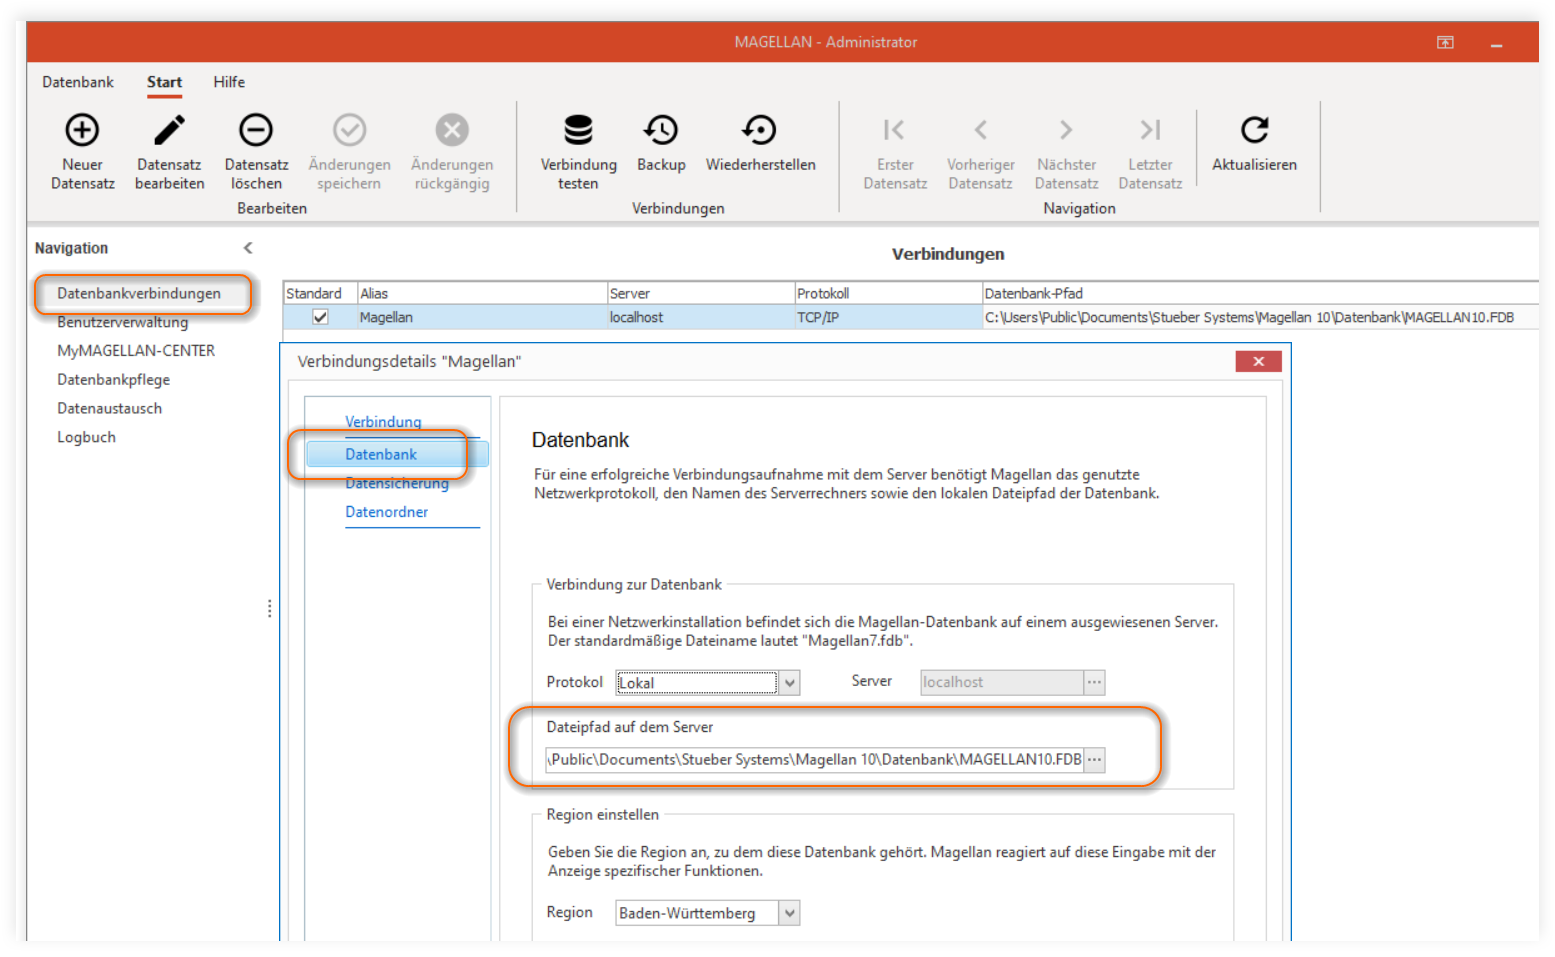 MAGELLAN - Administrator
Datenbank Start Hilfe
Neuer Datensatz
Datensatz bearbeiten
Datensatz löschen
Änderungen speichern
Änderungen rückgängig
Bearbeiten
Verbindung testen
Backup
Wiederherstellen
Verbindungen
Erster Datensatz
Vorheriger Datensatz
Nächster Datensatz
Letzter Datensatz
Aktualisieren
Navigation
Navigation
Datenbankverbindungen
Benutzerverwaltung
MyMAGELLAN-CENTER
Datenbankpflege
Datenaustausch
Logbuch
Verbindungen
Standard Alias Server Protokoll Datenbank-Pfad
Magellan localhost TCP/IP C:\Users\Public\Documents\Stueber Systems\Magellan 10\Datenbank\MAGELLAN10.FDB
Verbindungsdetails "Magellan"
Verbindung
Datenbank
Datensicherung
Datenordner
Datenbank
Für eine erfolgreiche Verbindungsaufnahme mit dem Server benötigt Magellan das genutzte
Netzwerkprotokoll, den Namen des Serverrechners sowie den lokalen Dateipfad der Datenbank.
Verbindung zur Datenbank
Bei einer Netzwerkinstallation befindet sich die Magellan-Datenbank auf einem ausgewiesenen Server.
Der standardmäßige Dateiname lautet "Magellan7.fdb".
Protokol Lokal Server localhost
Dateipfad auf dem Server
\Public\Documents\Stueber Systems\Magellan 10\Datenbank\MAGELLAN10.FDB
Region einstellen
Geben Sie die Region an, zu dem diese Datenbank gehört. Magellan reagiert auf diese Eingabe mit der
Anzeige spezifischer Funktionen.
Region Baden-Württemberg